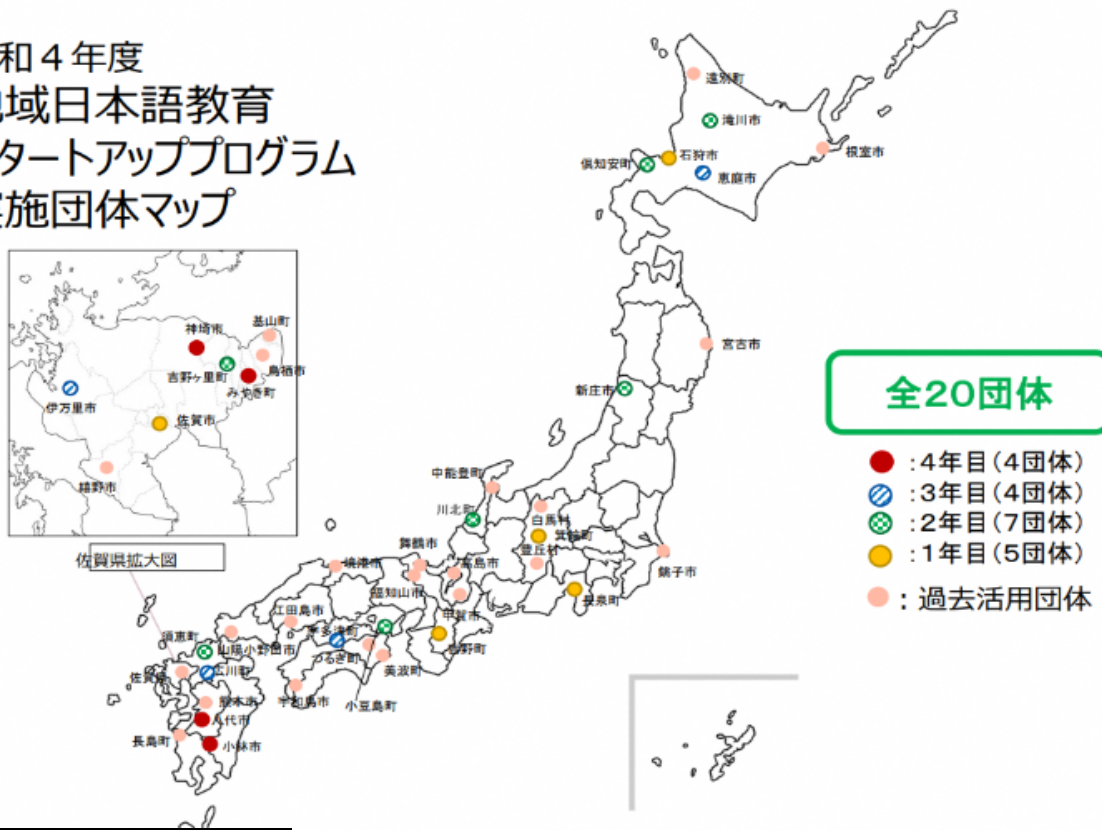 和４年度
地域日本語教育
タートアッププログラム
実施団体マップ
遠別町
滝川市
石狩市
根室市
倶知安町
恵庭市
宮古市
新庄市
全20団体
：4年目（4団体）
：3年目（4団体）
：2年目（7団体）
：1年目（5団体）
：過去活用団体
基山町
神埼市
鳥栖市
吉野ヶ里町
みやき町
伊万里市
佐賀市
嬉野市
佐賀県拡大図
中能登町
川北町
白馬村
箕輪町
豊丘村
銚子市
長泉町
舞鶴市
高島市
境港市
福知山市
甲賀市
吉野町
江田島市
宇多津町
つるぎ町
美波町
小豆島町
宇和島市
須恵町
山陽小野田市
広川町
佐賀県
熊本市
八代市
長島町
小林市